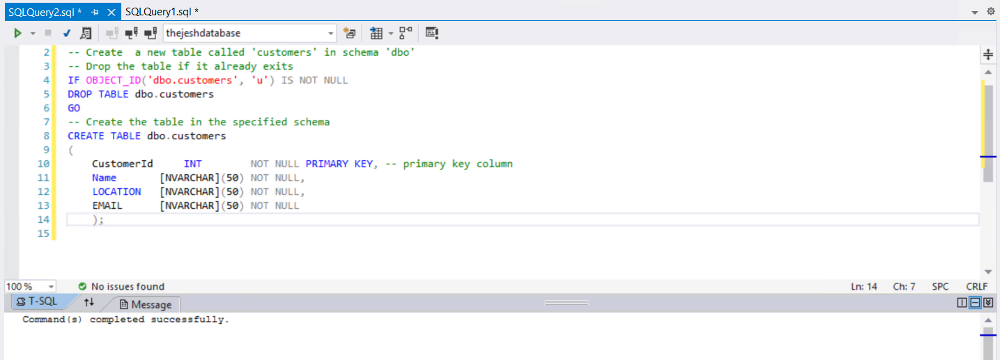 SQLQuery2.sql * SQLQuery1.sql *
thejeshdatabase
2 -- Create  a new table called 'customers' in schema 'dbo'
3 -- Drop the table if it already exits
4 IF OBJECT_ID('dbo.customers', 'u') IS NOT NULL
5 DROP TABLE dbo.customers
6 GO
7 -- Create the table in the specified schema
8 CREATE TABLE dbo.customers
9 (
10 CustomerId     INT        NOT NULL PRIMARY KEY, -- primary key column
11 Name       [NVARCHAR](50) NOT NULL,
12 LOCATION   [NVARCHAR](50) NOT NULL,
13 EMAIL      [NVARCHAR](50) NOT NULL
14 );
15
100 % No issues found Ln: 14 Ch: 7 SPC CRLF
T-SQL Message
Command(s) completed successfully.